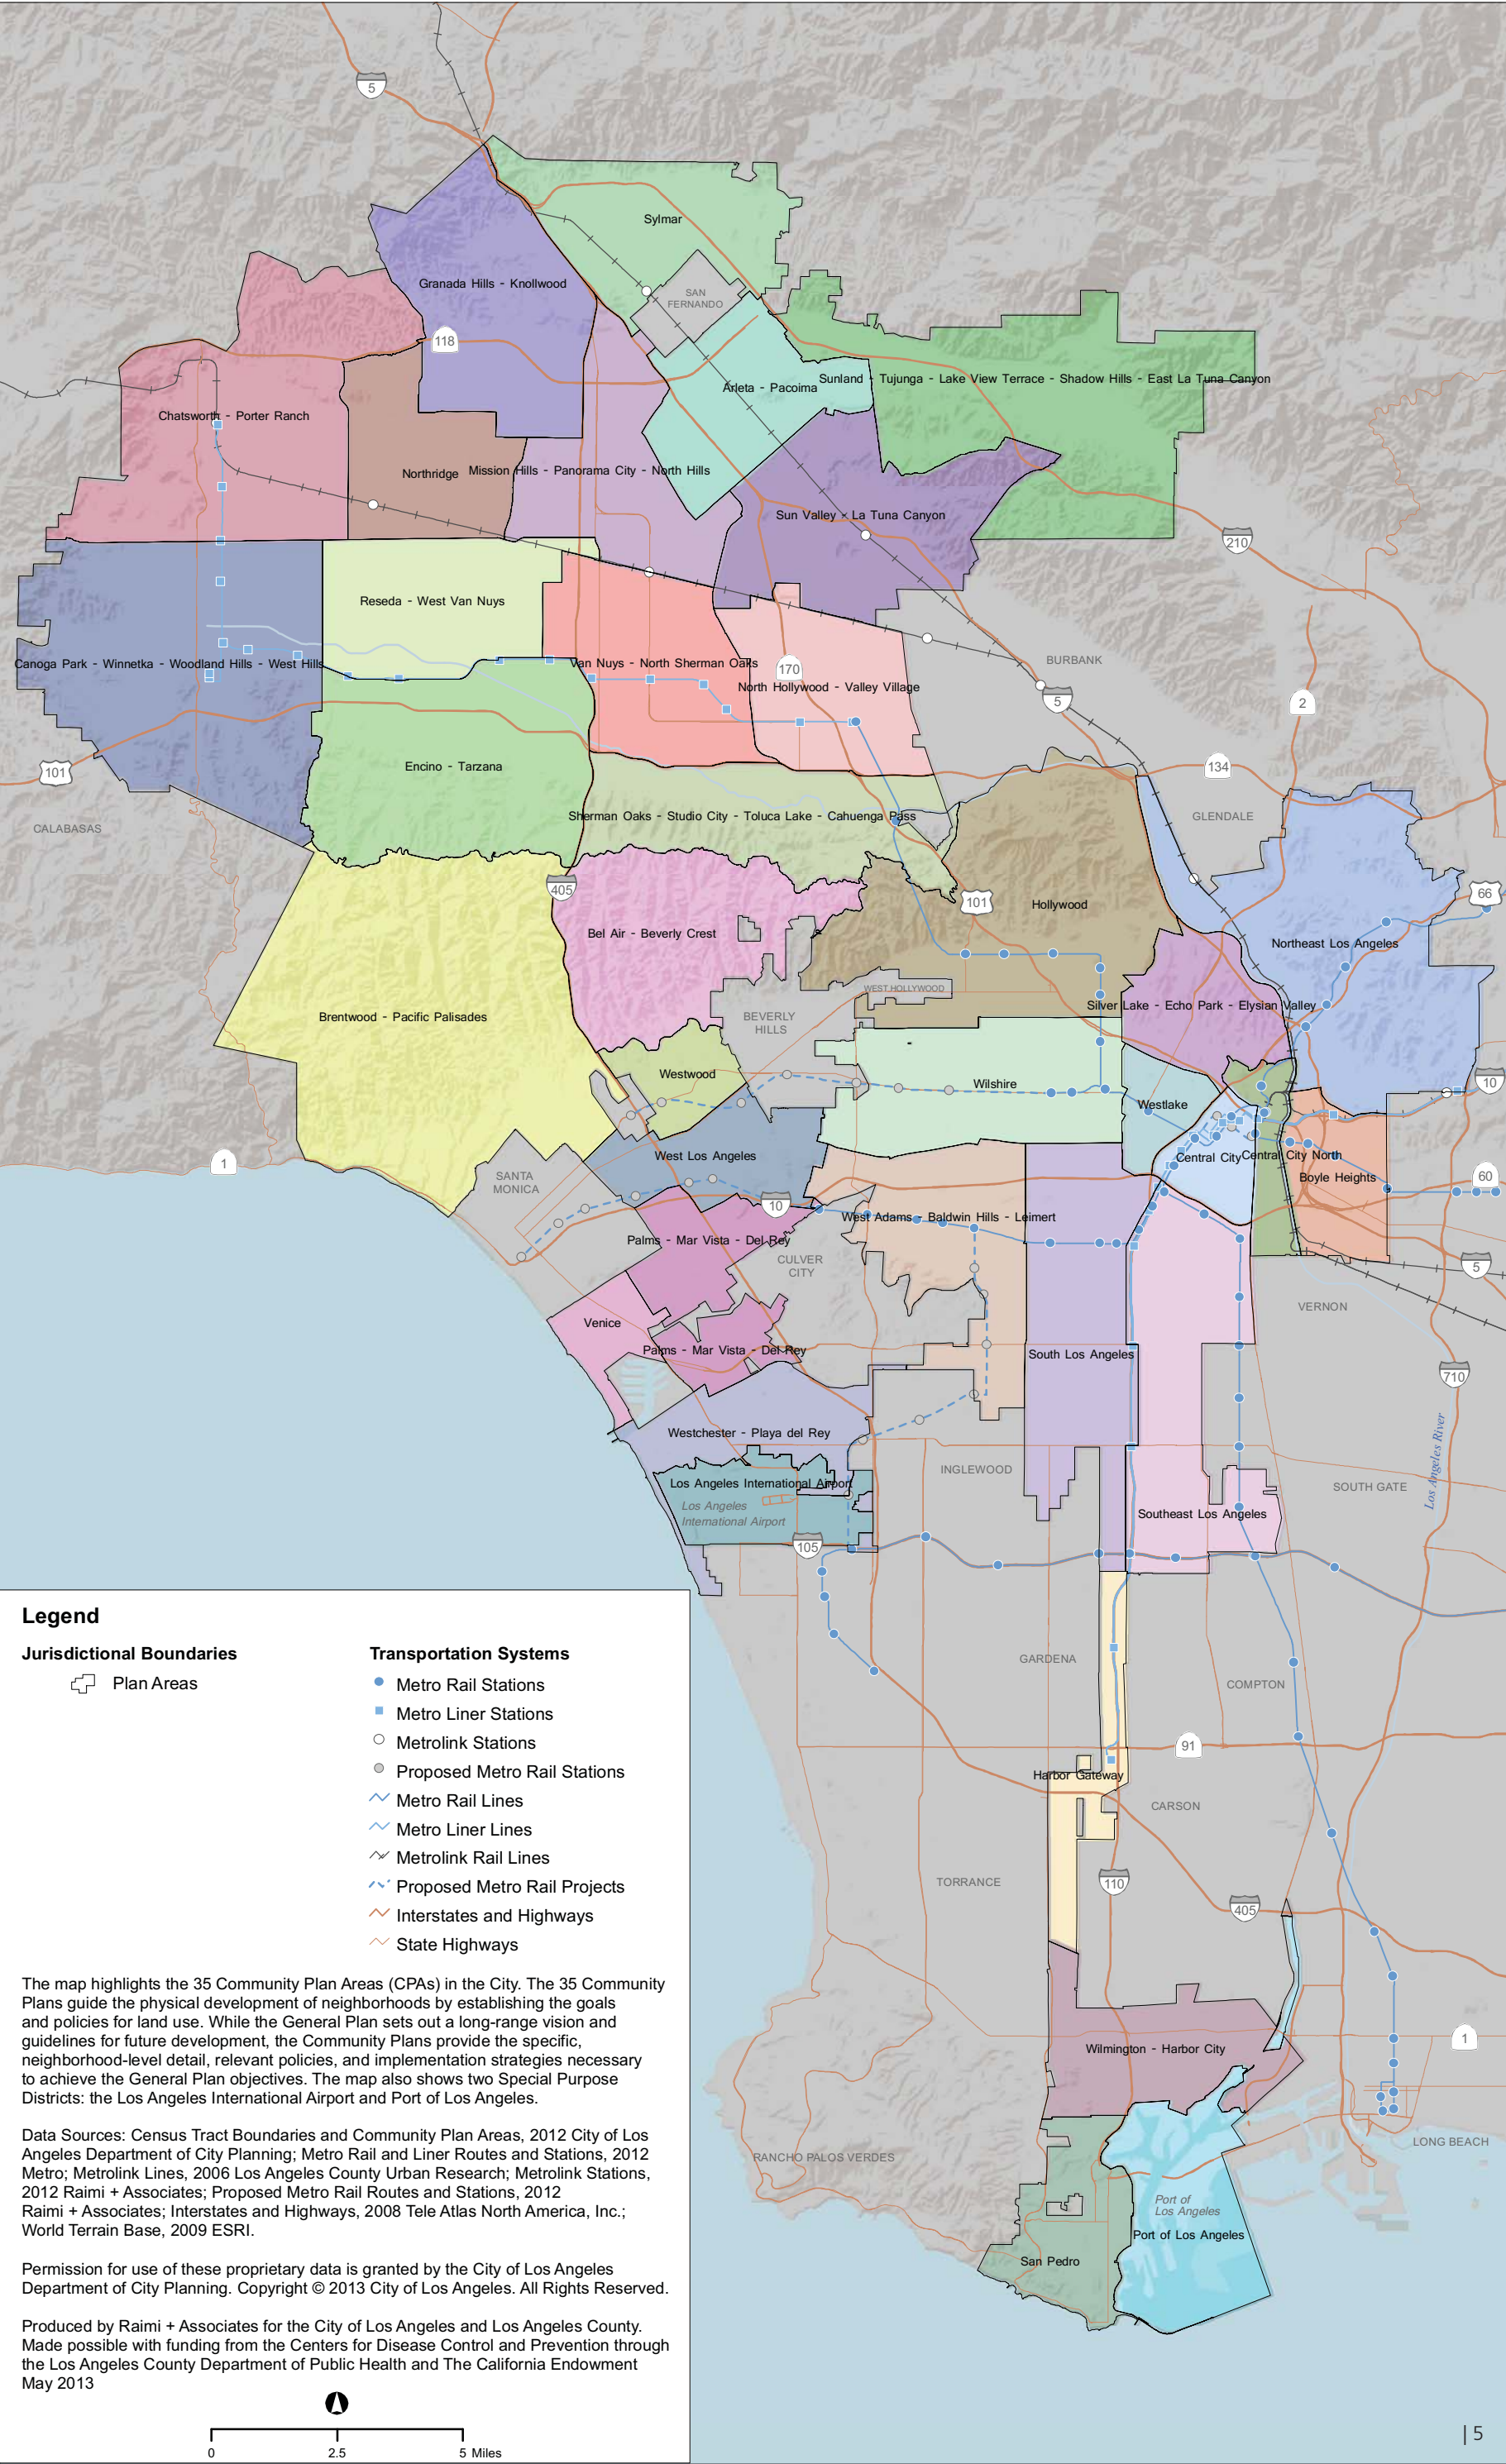 5
Sylmar
Granada Hills - Knollwood
SAN
FERNANDO
118
Arleta - Pacoima
Sunland - Tujunga - Lake View Terrace - Shadow Hills - East La Tuna Canyon
Chatsworth - Porter Ranch
Northridge
Mission Hills - Panorama City - North Hills
Sun Valley - La Tuna Canyon
210
Reseda - West Van Nuys
Canoga Park - Winnetka - Woodland Hills - West Hills
Van Nuys - North Sherman Oaks
170
BURBANK
North Hollywood - Valley Village
5
2
101
Encino - Tarzana
134
CALABASAS
Sherman Oaks - Studio City - Toluca Lake - Cahuenga Pass
GLENDALE
405
101
66
Hollywood
Bel Air - Beverly Crest
Northeast Los Angeles
WEST HOLLYWOOD
Silver Lake - Echo Park - Elysian Valley
Brentwood - Pacific Palisades
BEVERLY
HILLS
Westwood
Wilshire
10
Westlake
1
West Los Angeles
Central City
Central City North
SANTA
MONICA
Boyle Heights
60
10
West Adams - Baldwin Hills - Leimert
Palms - Mar Vista - Del Rey
CULVER
CITY
5
VERNON
Venice
Palms - Mar Vista - Del Rey
South Los Angeles
710
Westchester - Playa del Rey
Los Angeles River
INGLEWOOD
Los Angeles International Airport
SOUTH GATE
Los Angeles
International Airport
Southeast Los Angeles
105
GARDENA
COMPTON
91
Harbor Gateway
CARSON
TORRANCE
110
405
1
Wilmington - Harbor City
LONG BEACH
RANCHO PALOS VERDES
Port of
Los Angeles
Port of Los Angeles
San Pedro
Legend
Jurisdictional Boundaries
Plan Areas
Transportation Systems
Metro Rail Stations
Metro Liner Stations
Metrolink Stations
Proposed Metro Rail Stations
Metro Rail Lines
Metro Liner Lines
Metrolink Rail Lines
Proposed Metro Rail Projects
Interstates and Highways
State Highways
The map highlights the 35 Community Plan Areas (CPAs) in the City. The 35 Community
Plans guide the physical development of neighborhoods by establishing the goals
and policies for land use. While the General Plan sets out a long-range vision and
guidelines for future development, the Community Plans provide the specific,
neighborhood-level detail, relevant policies, and implementation strategies necessary
to achieve the General Plan objectives. The map also shows two Special Purpose
Districts: the Los Angeles International Airport and Port of Los Angeles.
Data Sources: Census Tract Boundaries and Community Plan Areas, 2012 City of Los
Angeles Department of City Planning; Metro Rail and Liner Routes and Stations, 2012
Metro; Metrolink Lines, 2006 Los Angeles County Urban Research; Metrolink Stations,
2012 Raimi + Associates; Proposed Metro Rail Routes and Stations, 2012
Raimi + Associates; Interstates and Highways, 2008 Tele Atlas North America, Inc.;
World Terrain Base, 2009 ESRI.
Permission for use of these proprietary data is granted by the City of Los Angeles
Department of City Planning. Copyright © 2013 City of Los Angeles. All Rights Reserved.
Produced by Raimi + Associates for the City of Los Angeles and Los Angeles County.
Made possible with funding from the Centers for Disease Control and Prevention through
the Los Angeles County Department of Public Health and The California Endowment
May 2013
0 2.5 5 Miles
| 5